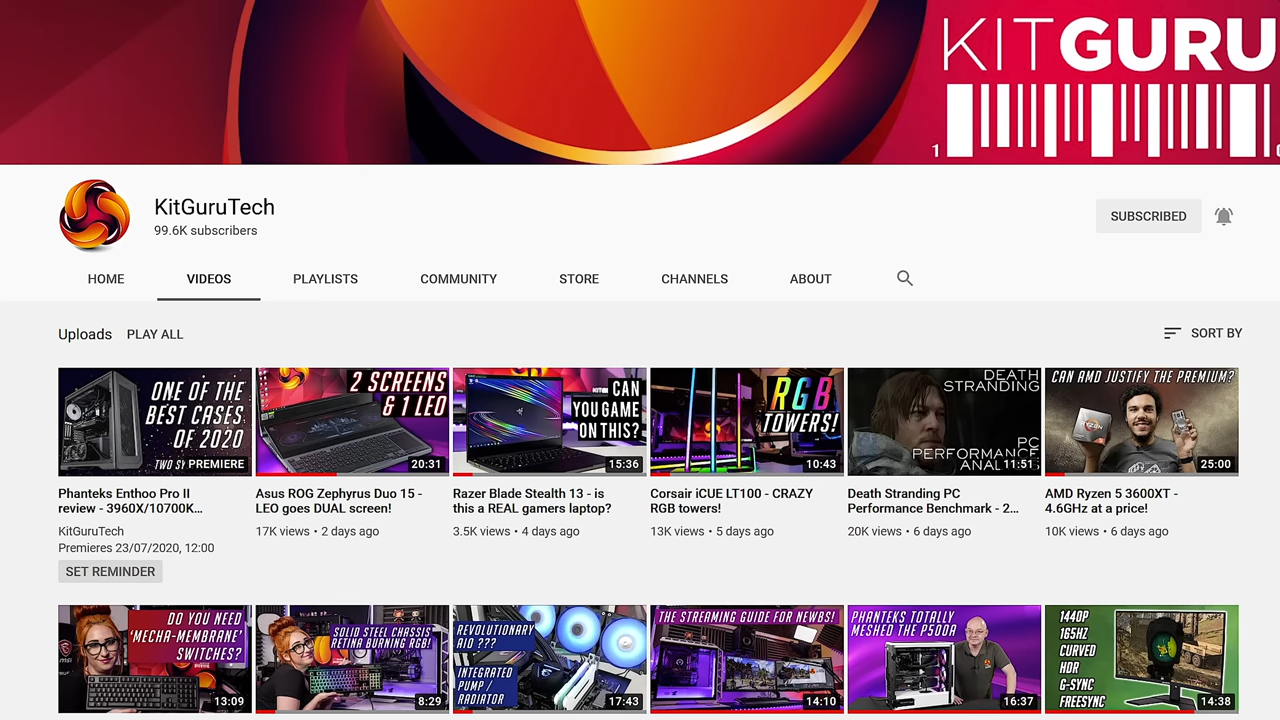 KITGURU
1
KitGuruTech
99.6K subscribers
SUBSCRIBED
HOME VIDEOS PLAYLISTS COMMUNITY STORE CHANNELS ABOUT
Uploads PLAY ALL
SORT BY
ONE OF THE
BEST CASES
OF 2020
TWO SY
PREMIERE
2 SCREENS
& 1 LEO
20:31
CAN
YOU GAME
ON THIS?
15:36
RGB
TOWERS!
10:43
DEATH
STRANDING
PC
PERFORMANCE
ANAL
11:51
CAN AMD JUSTIFY THE PREMIUM?
RYZEN
25:00
Phanteks Enthoo Pro II
review - 3960X/10700K...
KitGuruTech
Premieres 23/07/2020, 12:00
SET REMINDER
Asus ROG Zephyrus Duo 15 -
LEO goes DUAL screen!
17K views • 2 days ago
Razer Blade Stealth 13 - is
this a REAL gamers laptop?
3.5K views • 4 days ago
Corsair iCUE LT100 - CRAZY
RGB towers!
13K views • 5 days ago
Death Stranding PC
Performance Benchmark - 2...
20K views • 6 days ago
AMD Ryzen 5 3600XT -
4.6GHz at a price!
10K views • 6 days ago
DO YOU NEED
'MECHA-MEMBRANE'
SWITCHES?
13:09
SOLID STEEL CHASSIS
RETINA BURNING RGB!
8:29
REVOLUTIONARY
AIO ???
INTEGRATED
PUMP /
RADIATOR
17:43
THE STREAMING GUIDE FOR NEWBS!
14:10
PHANTEKS TOTALLY
MESHED THE P500A
16:37
1440P
165HZ
CURVED
HDR
G-SYNC
FREESYNC
14:38